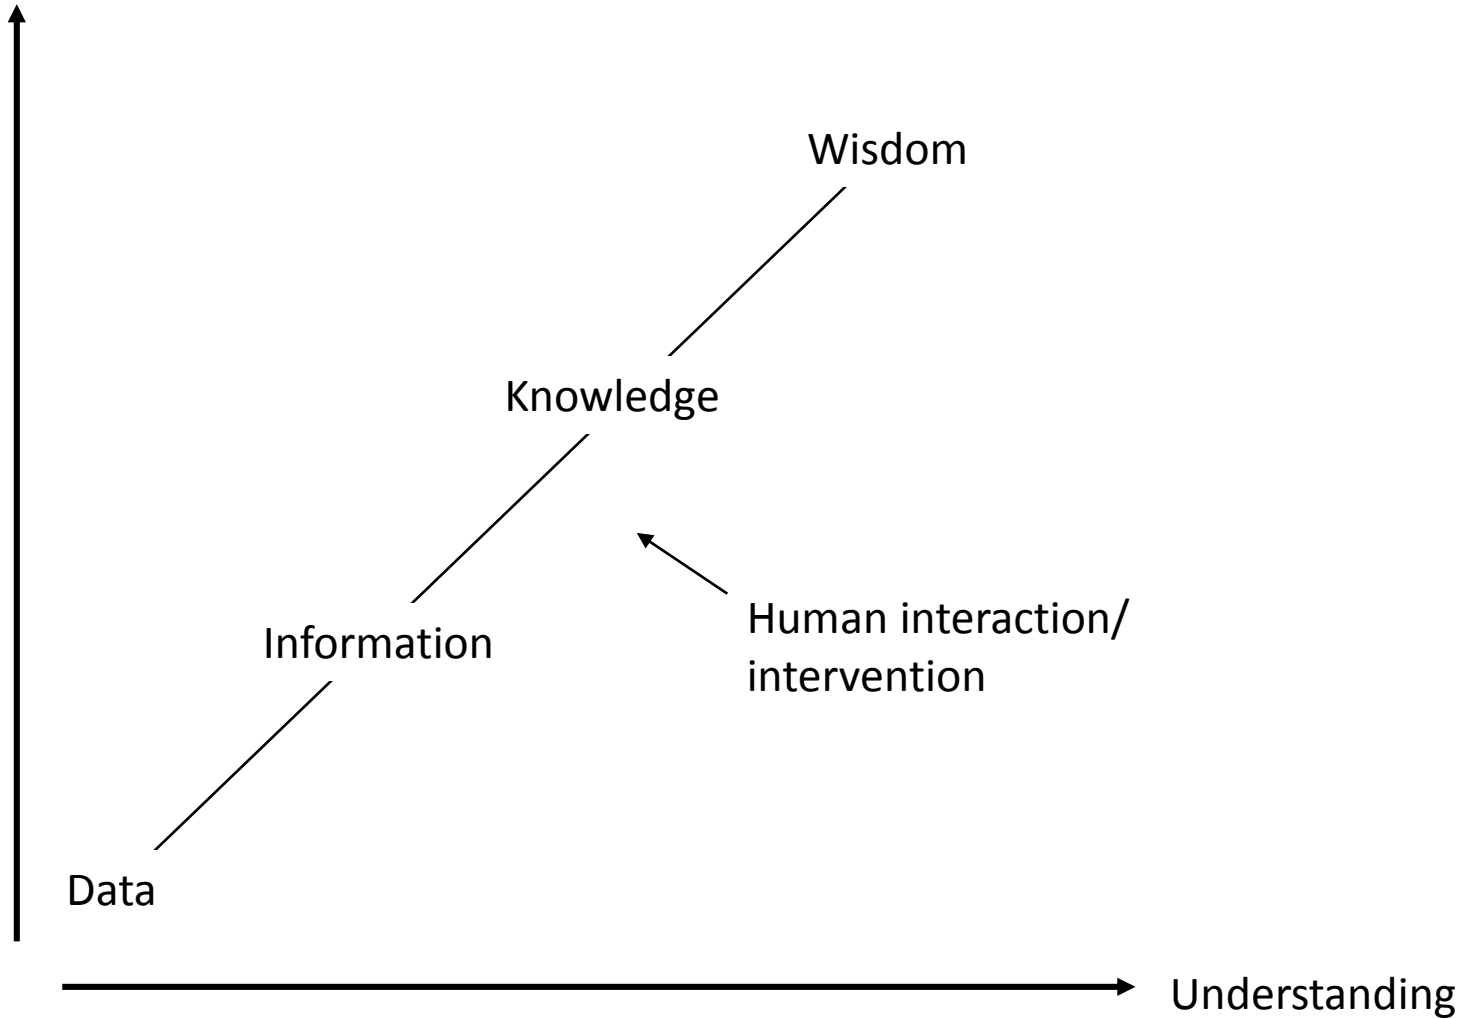 Wisdom
Knowledge
Human interaction/
intervention
Information
Data
Understanding